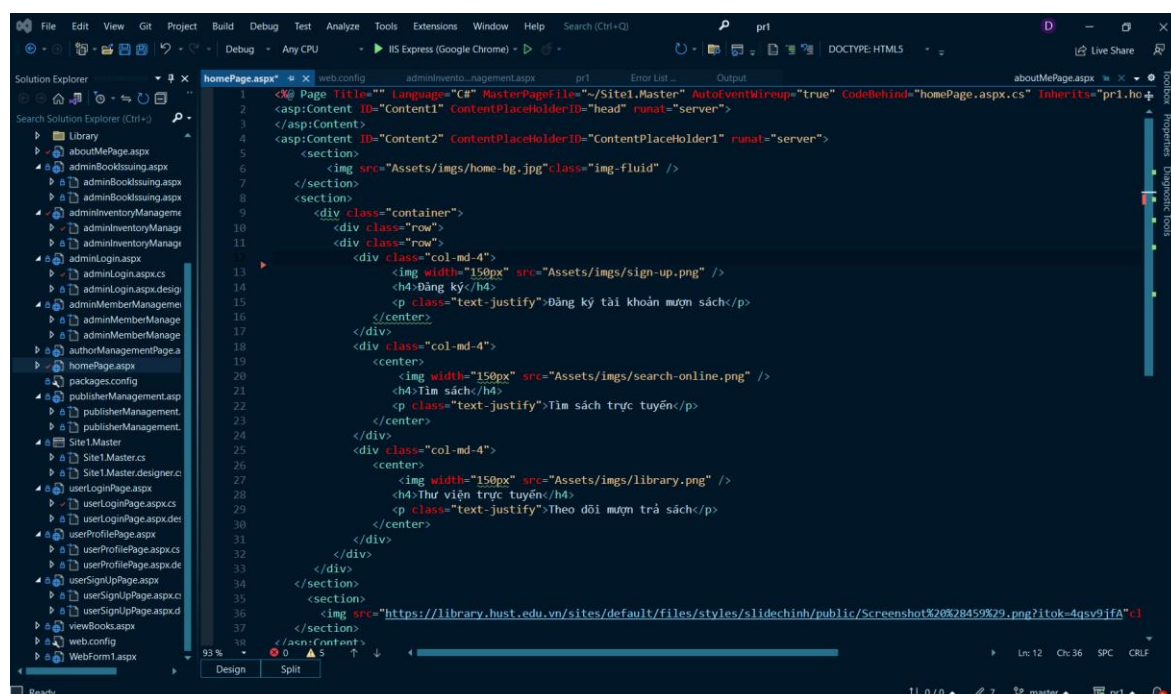 File Edit View Git Project Build Debug Test Analyze Tools Extensions Window Help Search (Ctrl+Q) pr1 D
Debug Any CPU IIS Express (Google Chrome) DOCTYPE: HTML5 Live Share
Solution Explorer
Search Solution Explorer (Ctrl+;)
Library
aboutMePage.aspx
adminBookIssuing.aspx
adminBookIssuing.aspx
adminBookIssuing.aspx
adminInventoryManageme
adminInventoryManage
adminInventoryManage
adminLogin.aspx
adminLogin.aspx.cs
adminLogin.aspx.desig
adminMemberManageme
adminMemberManage
adminMemberManage
authorManagementPage.a
homePage.aspx
packages.config
publisherManagement.asp
publisherManagement.
publisherManagement.
Site1.Master
Site1.Master.cs
Site1.Master.designer.c
userLoginPage.aspx
userLoginPage.aspx.cs
userLoginPage.aspx.des
userProfilePage.aspx
userProfilePage.aspx.cs
userProfilePage.aspx.de
userSignUpPage.aspx
userSignUpPage.aspx.c
userSignUpPage.aspx.d
viewBooks.aspx
web.config
WebForm1.aspx
homePage.aspx* web.config adminInvento...nagement.aspx pr1 Error List ... Output aboutMePage.aspx
1 <%@ Page Title="" Language="C#" MasterPageFile="~/Site1.Master" AutoEventWireup="true" CodeBehind="homePage.aspx.cs" Inherits="pr1.ho
2 <asp:Content ID="Content1" ContentPlaceHolderID="head" runat="server">
3 </asp:Content>
4 <asp:Content ID="Content2" ContentPlaceHolderID="ContentPlaceHolder1" runat="server">
5 <section>
6 <img src="Assets/imgs/home-bg.jpg"class="img-fluid" />
7 </section>
8 <section>
9 <div class="container">
10 <div class="row">
11 <div class="row">
12 <div class="col-md-4">
13 <img width="150px" src="Assets/imgs/sign-up.png" />
14 <h4>Đăng ký</h4>
15 <p class="text-justify">Đăng ký tài khoản mượn sách</p>
16 </center>
17 </div>
18 <div class="col-md-4">
19 <center>
20 <img width="150px" src="Assets/imgs/search-online.png" />
21 <h4>Tìm sách</h4>
22 <p class="text-justify">Tìm sách trực tuyến</p>
23 </center>
24 </div>
25 <div class="col-md-4">
26 <center>
27 <img width="150px" src="Assets/imgs/library.png" />
28 <h4>Thư viện trực tuyến</h4>
29 <p class="text-justify">Theo dõi mượn trả sách</p>
30 </center>
31 </div>
32 </div>
33 </div>
34 </section>
35 <section>
36 <img src="https://library.hust.edu.vn/sites/default/files/styles/slidechinh/public/Screenshot%20%28459%29.png?itok=4qsv9jfA"cl
37 </section>
38 </asp:Content>
93 % 0 5 Ln: 12 Ch: 36 SPC CRLF
Design Split
Toolbox
Properties
Diagnostic Tools
Ready 0 / 0 7 master pr1